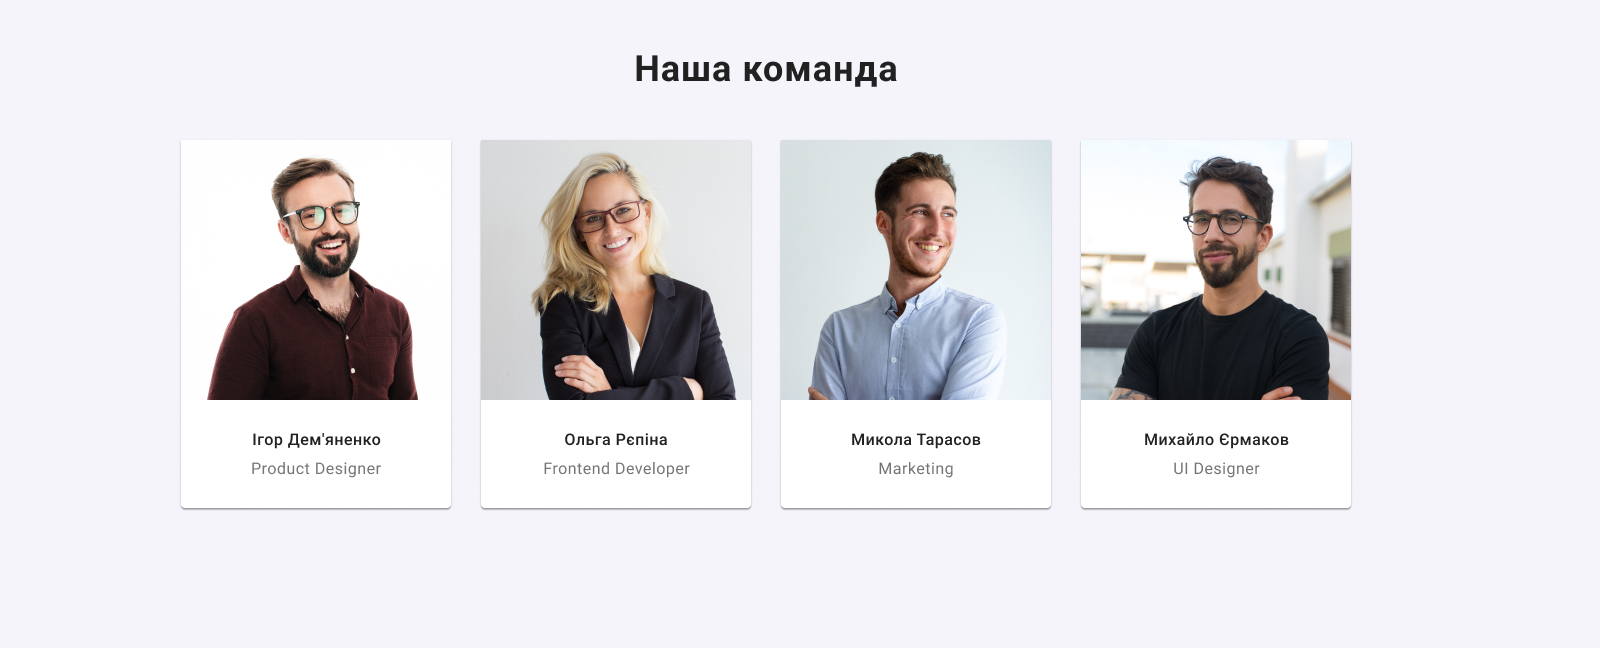 Наша команда
Ігор Дем'яненко
Product Designer
Ольга Рєпіна
Frontend Developer
Микола Тарасов
Marketing
Михайло Єрмаков
UI Designer